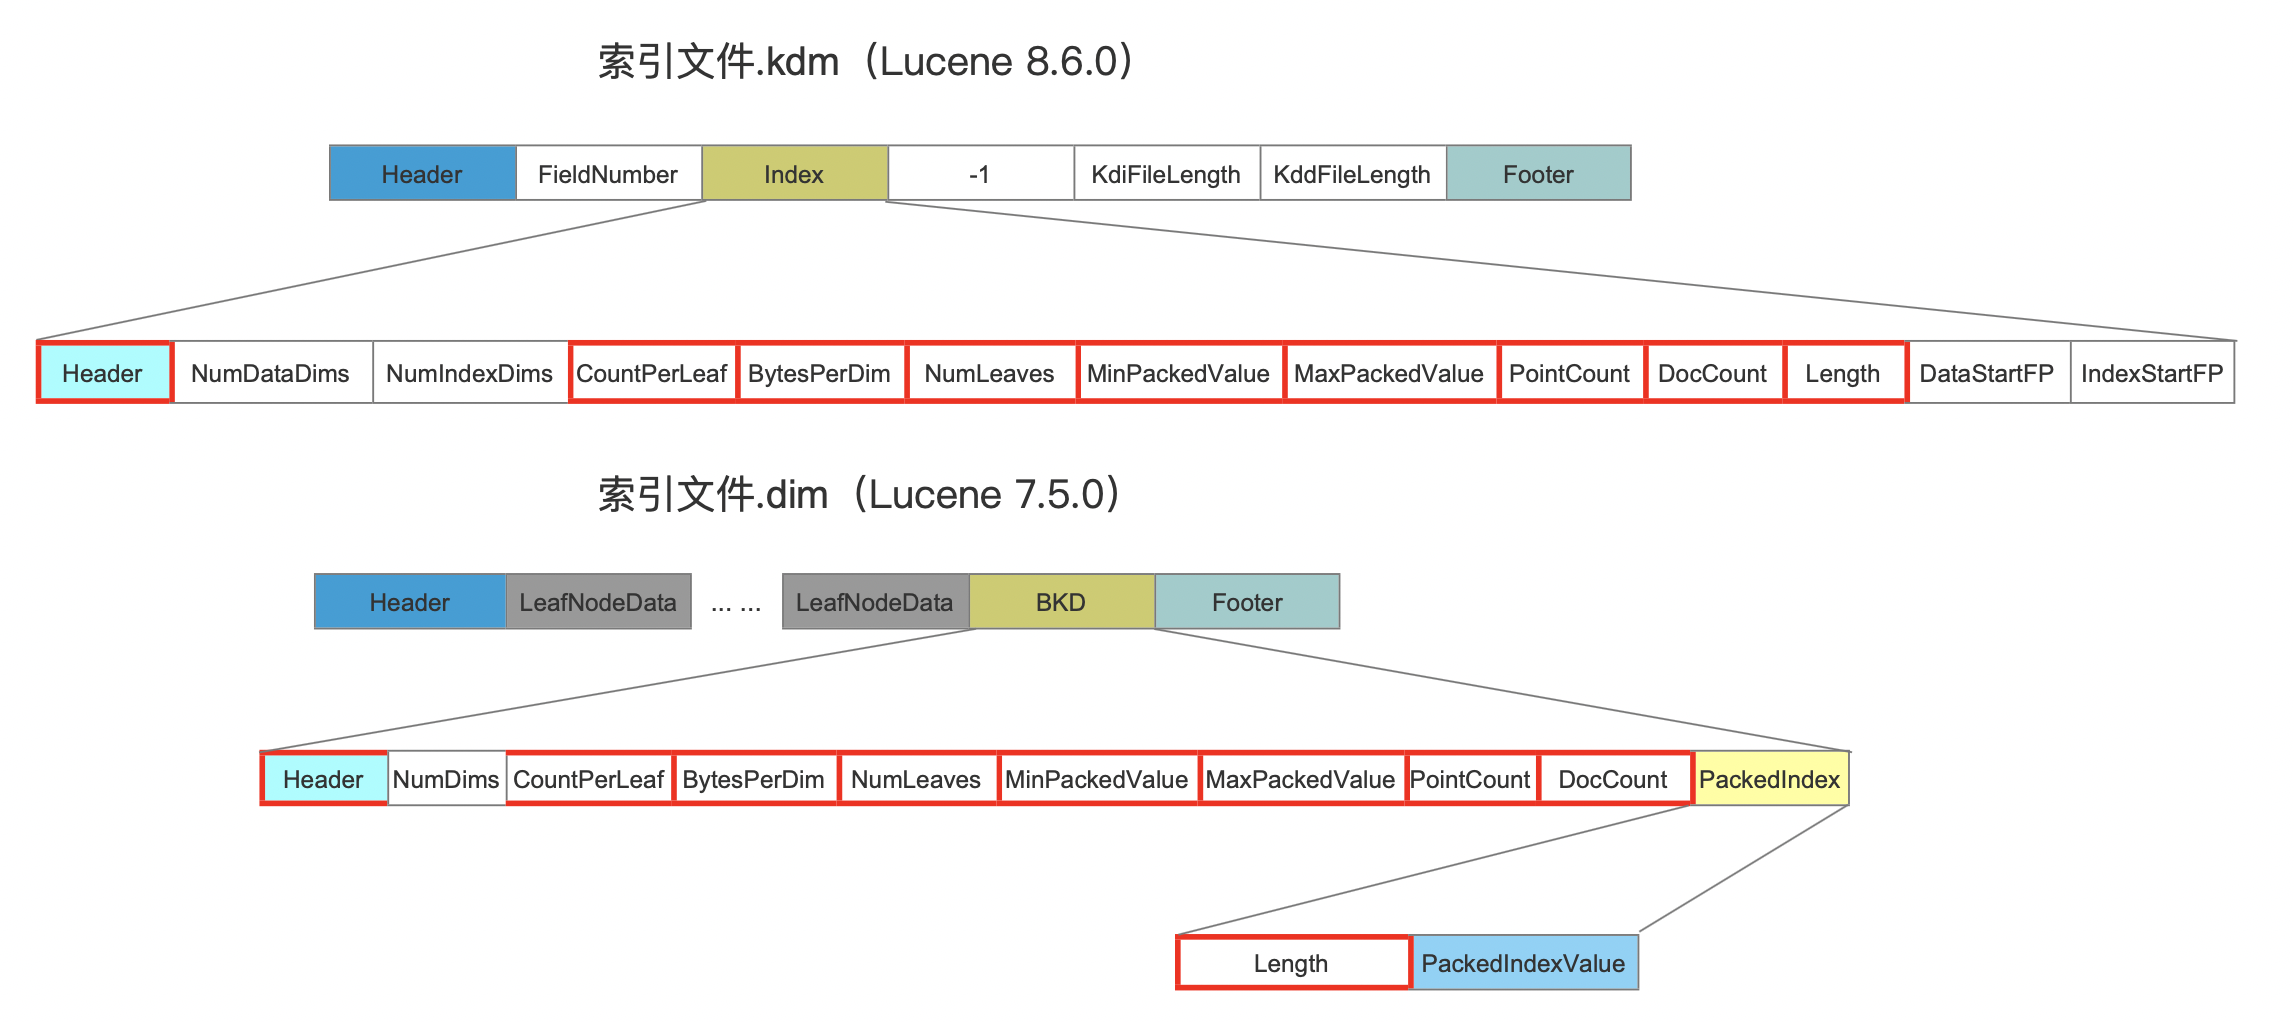 索引文件.kdm（Lucene 8.6.0）
Header FieldNumber Index -1 KdiFileLength KddFileLength Footer
Header NumDataDims NumIndexDims CountPerLeaf BytesPerDim NumLeaves MinPackedValue MaxPackedValue PointCount DocCount Length DataStartFP IndexStartFP
索引文件.dim（Lucene 7.5.0）
Header LeafNodeData ... ... LeafNodeData BKD Footer
Header NumDims CountPerLeaf BytesPerDim NumLeaves MinPackedValue MaxPackedValue PointCount DocCount PackedIndex
Length PackedIndexValue